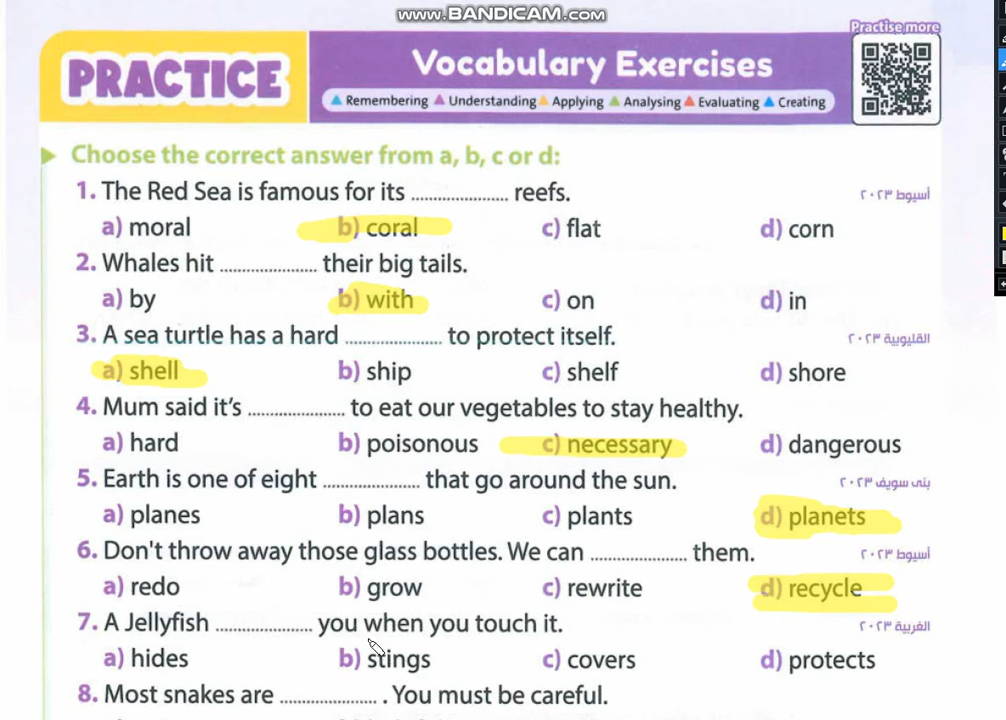 www.BANDICAM.com
Practise more
PRACTICE
Vocabulary Exercises
Remembering Understanding Applying Analysing Evaluating Creating
Choose the correct answer from a, b, c or d:
1. The Red Sea is famous for its ...................... reefs. أسيوط ٢٠٢٣
a) moral b) coral c) flat d) corn
2. Whales hit ...................... their big tails.
a) by b) with c) on d) in
3. A sea turtle has a hard ...................... to protect itself. القليوبية ٢٠٢٣
a) shell b) ship c) shelf d) shore
4. Mum said it's ...................... to eat our vegetables to stay healthy.
a) hard b) poisonous c) necessary d) dangerous
5. Earth is one of eight ...................... that go around the sun. بنى سويف ٢٠٢٣
a) planes b) plans c) plants d) planets
6. Don't throw away those glass bottles. We can ...................... them. أسيوط ٢٠٢٣
a) redo b) grow c) rewrite d) recycle
7. A Jellyfish ...................... you when you touch it. الغربية ٢٠٢٣
a) hides b) stings c) covers d) protects
8. Most snakes are ...................... . You must be careful.